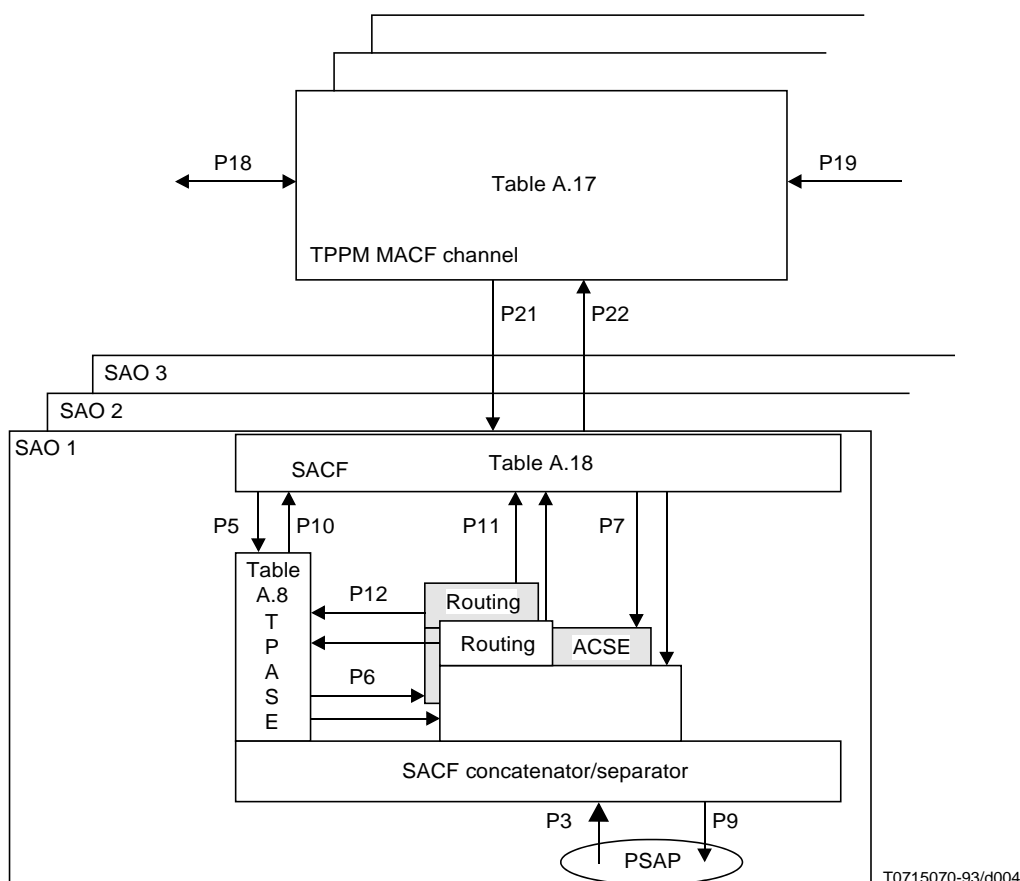 P18
P19
Table A.17
TPPM MACF channel
P21
P22
SAO 3
SAO 2
SAO 1
Table A.18
SACF
P5
P10
P11
P7
Table
A.8
T
P
A
S
E
P12
Routing
Routing
ACSE
P6
SACF concatenator/separator
P3
P9
PSAP
T0715070-93/d004